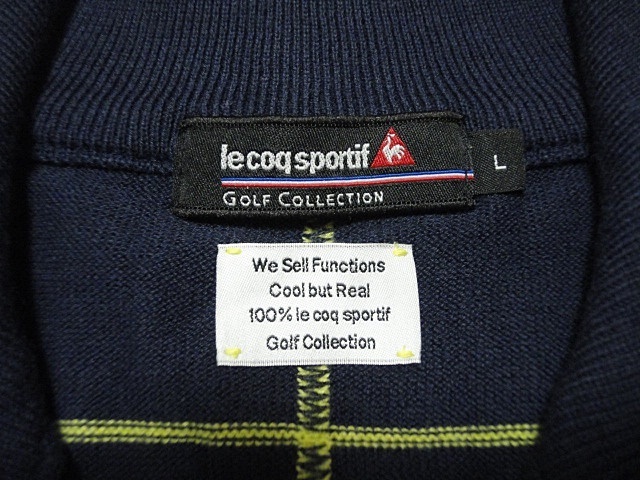 le coq sportif
GOLF COLLECTION
L
We Sell Functions
Cool but Real
100% le coq sportif
Golf Collection